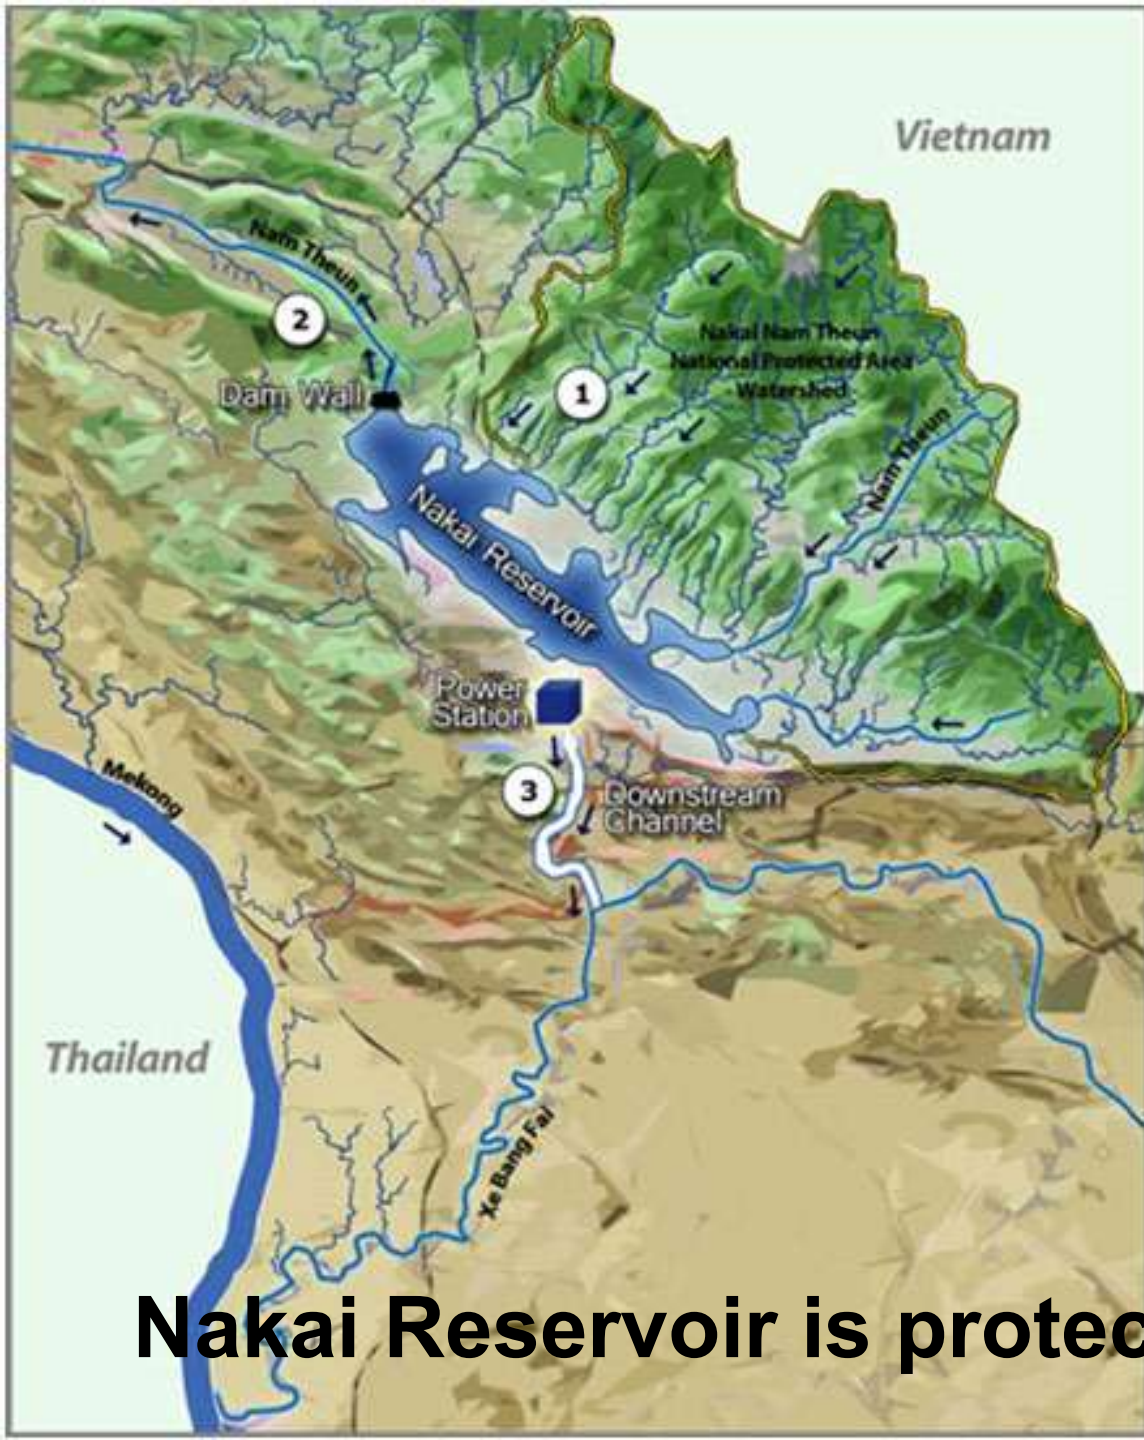 Vietnam
Nam Theun
2
Nakai Nam Theun
National Protected Area
Watershed
1
Dam Wall
Nam Theun
Nakai Reservoir
Power
Station
Mekong
3
Downstream
Channel
Thailand
Xe Bang Fai
Nakai Reservoir is protec